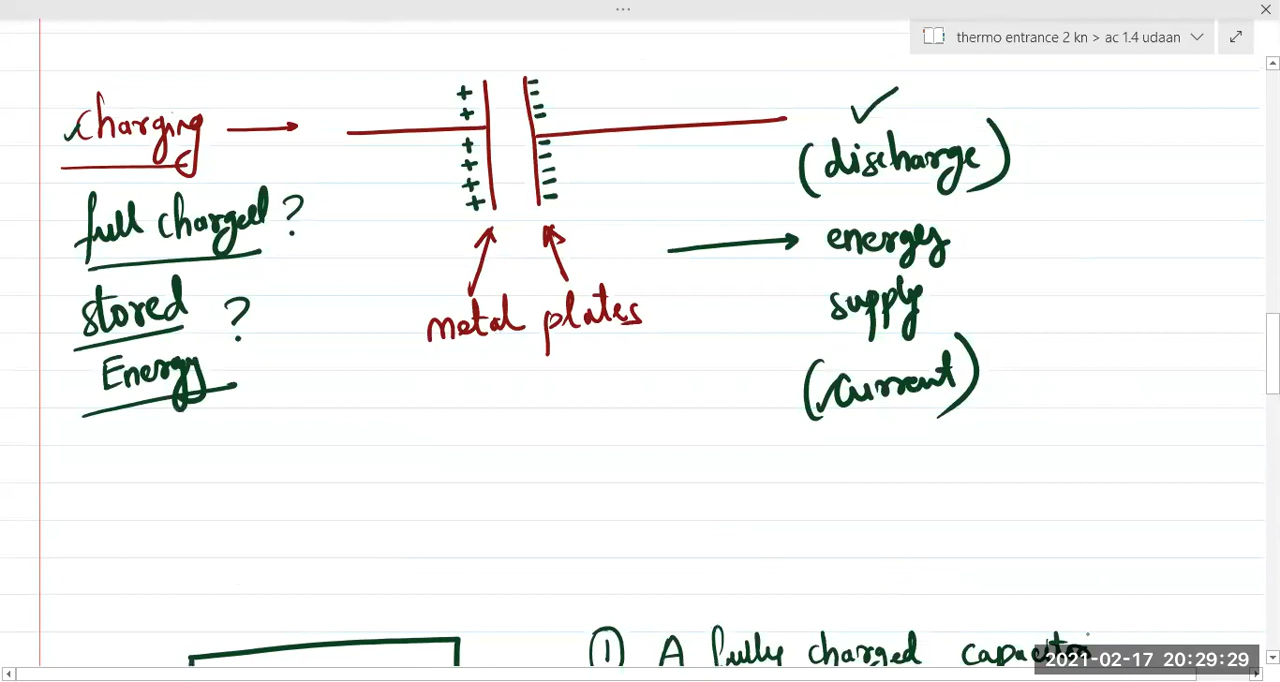 thermo entrance 2 kn > ac 1.4 udaan
charging
full charged ?
stored ?
Energy
metal plates
(discharge)
energy
supply
(current)
① A fully charged capacitor
2021-02-17 20:29:29